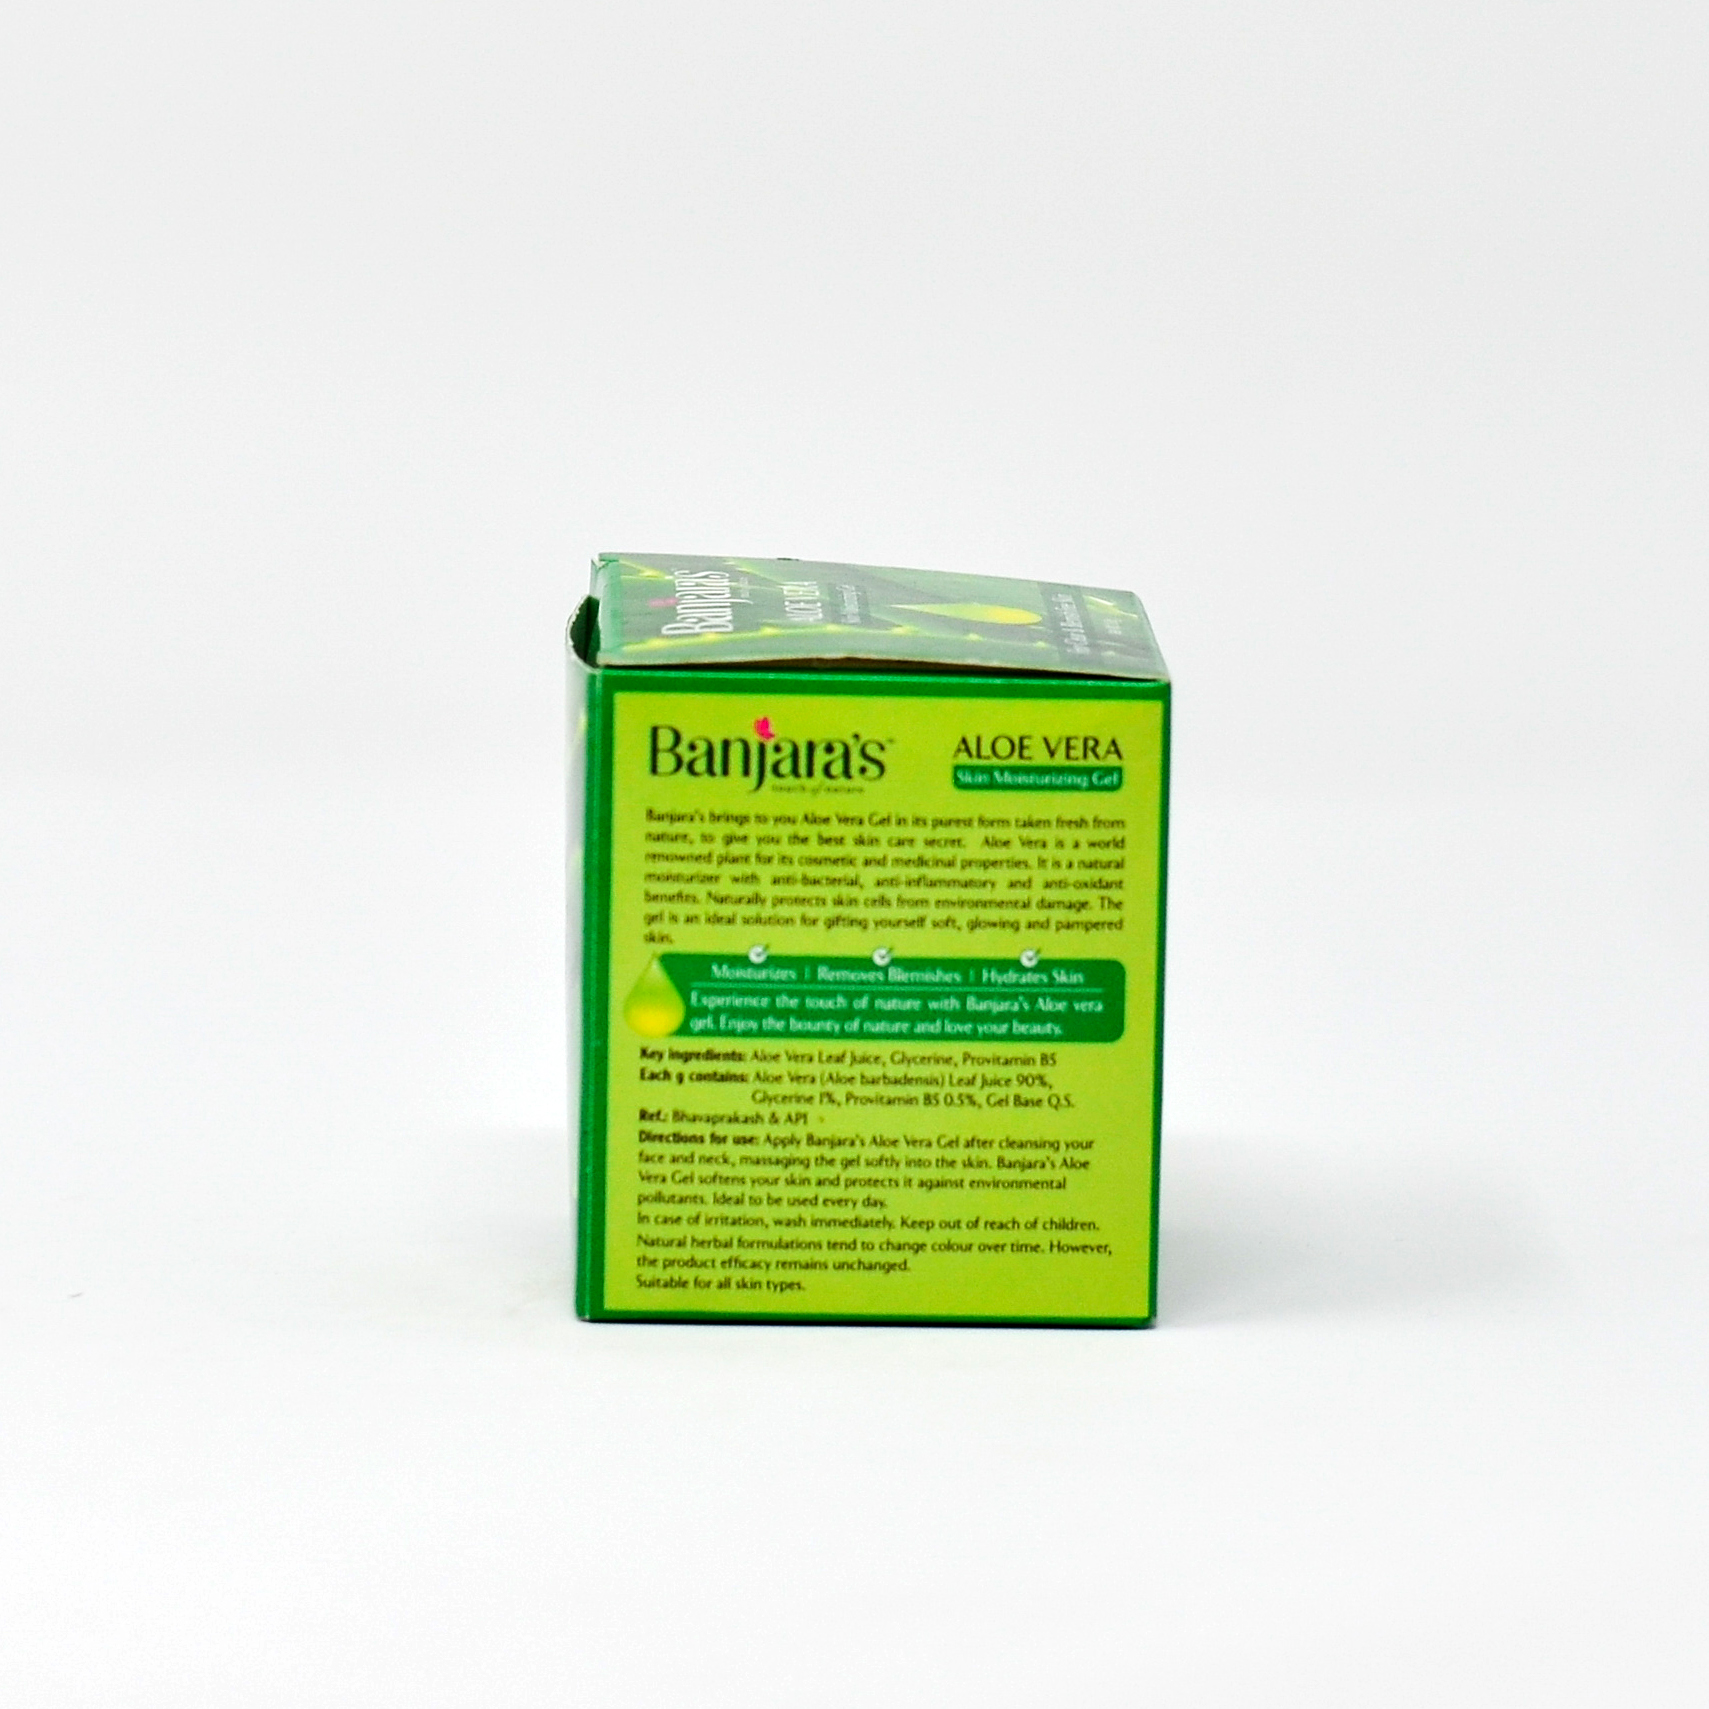 Banjara's
ALOE VERA
Banjara's™
touch of nature
ALOE VERA
Skin Moisturizing Gel
Banjara's brings to you Aloe Vera Gel in its purest form taken fresh from
nature, to give you the best skin care secret. Aloe Vera is a world
renowned plant for its cosmetic and medicinal properties. It is a natural
moisturizer with anti-bacterial, anti-inflammatory and anti-oxidant
benefits. Naturally protects skin cells from environmental damage. The
gel is an ideal solution for gifting yourself soft, glowing and pampered
skin.
Moisturizes | Removes Blemishes | Hydrates Skin
Experience the touch of nature with Banjara's Aloe vera
gel. Enjoy the bounty of nature and love your beauty.
Key ingredients: Aloe Vera Leaf Juice, Glycerine, Provitamin B5
Each g contains: Aloe Vera (Aloe barbadensis) Leaf Juice 90%,
Glycerine 1%, Provitamin B5 0.5%, Gel Base Q.S.
Ref.: Bhavaprakash & API
Directions for use: Apply Banjara's Aloe Vera Gel after cleansing your
face and neck, massaging the gel softly into the skin. Banjara's Aloe
Vera Gel softens your skin and protects it against environmental
pollutants. Ideal to be used every day.
In case of irritation, wash immediately. Keep out of reach of children.
Natural herbal formulations tend to change colour over time. However,
the product efficacy remains unchanged.
Suitable for all skin types.